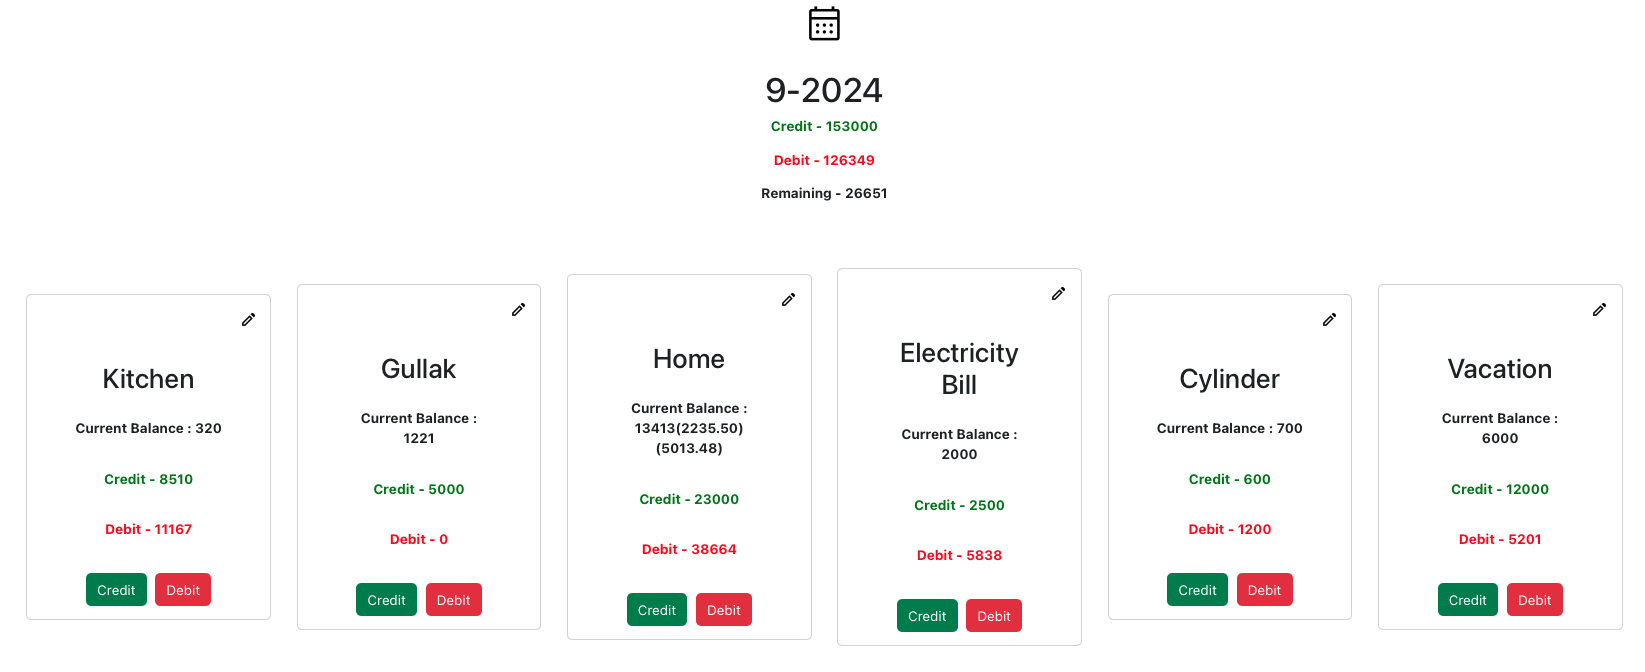 9-2024
Credit - 153000
Debit - 126349
Remaining - 26651
Kitchen
Current Balance : 320
Credit - 8510
Debit - 11167
Credit Debit
Gullak
Current Balance :
1221
Credit - 5000
Debit - 0
Credit Debit
Home
Current Balance :
13413(2235.50)
(5013.48)
Credit - 23000
Debit - 38664
Credit Debit
Electricity
Bill
Current Balance :
2000
Credit - 2500
Debit - 5838
Credit Debit
Cylinder
Current Balance : 700
Credit - 600
Debit - 1200
Credit Debit
Vacation
Current Balance :
6000
Credit - 12000
Debit - 5201
Credit Debit